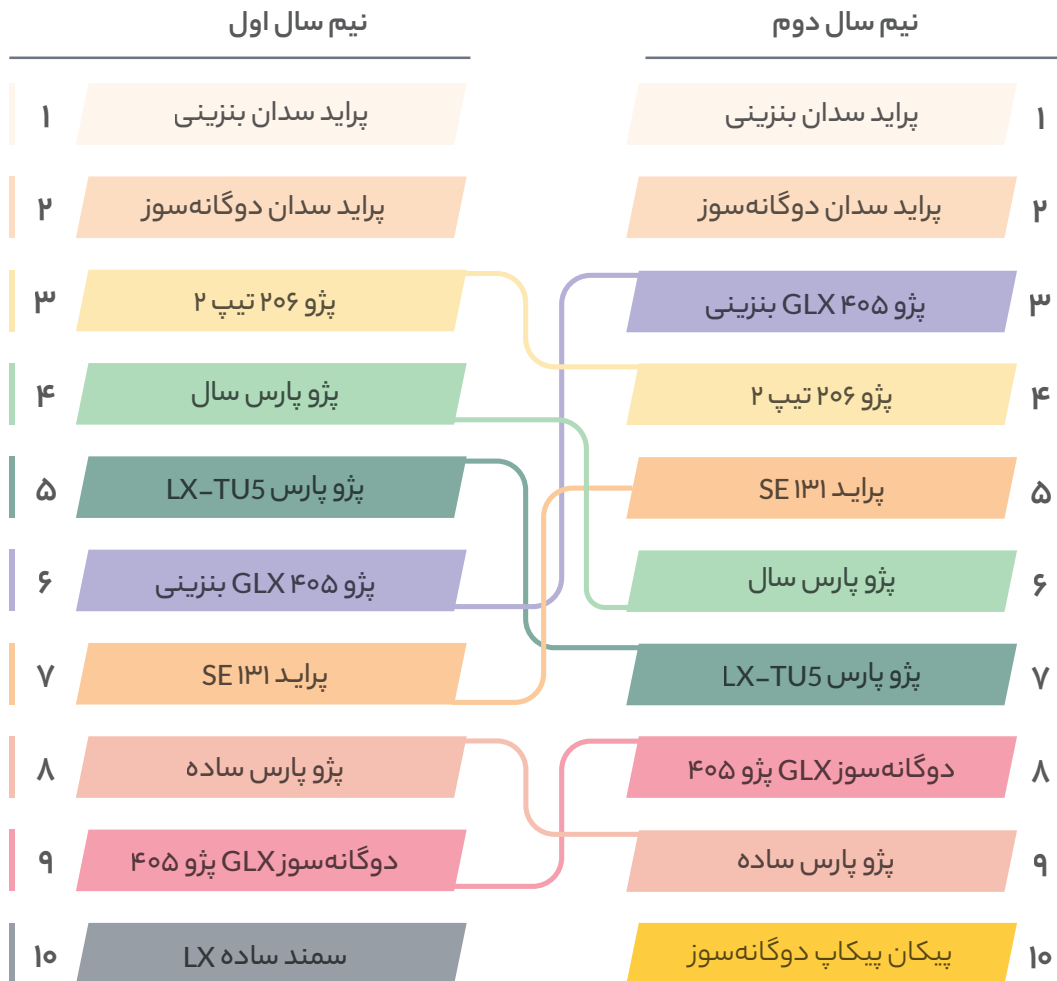 نیم سال دوم
۱ پراید سدان بنزینی
۲ پراید سدان دوگانه‌سوز
۳ پژو ۴۰۵ GLX بنزینی
۴ پژو ۲۰۶ تیپ ۲
۵ پراید ۱۳۱ SE
۶ پژو پارس سال
۷ پژو پارس LX-TU5
۸ دوگانه‌سوز GLX پژو ۴۰۵
۹ پژو پارس ساده
۱۰ پیکان پیکاپ دوگانه‌سوز
نیم سال اول
۱ پراید سدان بنزینی
۲ پراید سدان دوگانه‌سوز
۳ پژو ۲۰۶ تیپ ۲
۴ پژو پارس سال
۵ پژو پارس LX-TU5
۶ پژو ۴۰۵ GLX بنزینی
۷ پراید ۱۳۱ SE
۸ پژو پارس ساده
۹ دوگانه‌سوز GLX پژو ۴۰۵
۱۰ سمند ساده LX